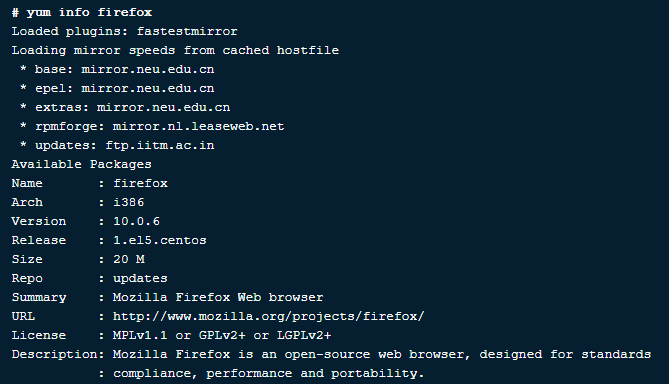 # yum info firefox
Loaded plugins: fastestmirror
Loading mirror speeds from cached hostfile
 * base: mirror.neu.edu.cn
 * epel: mirror.neu.edu.cn
 * extras: mirror.neu.edu.cn
 * rpmforge: mirror.nl.leaseweb.net
 * updates: ftp.iitm.ac.in
Available Packages
Name       : firefox
Arch       : i386
Version    : 10.0.6
Release    : 1.el5.centos
Size       : 20 M
Repo       : updates
Summary    : Mozilla Firefox Web browser
URL        : http://www.mozilla.org/projects/firefox/
License    : MPLv1.1 or GPLv2+ or LGPLv2+
Description: Mozilla Firefox is an open-source web browser, designed for standards
           : compliance, performance and portability.